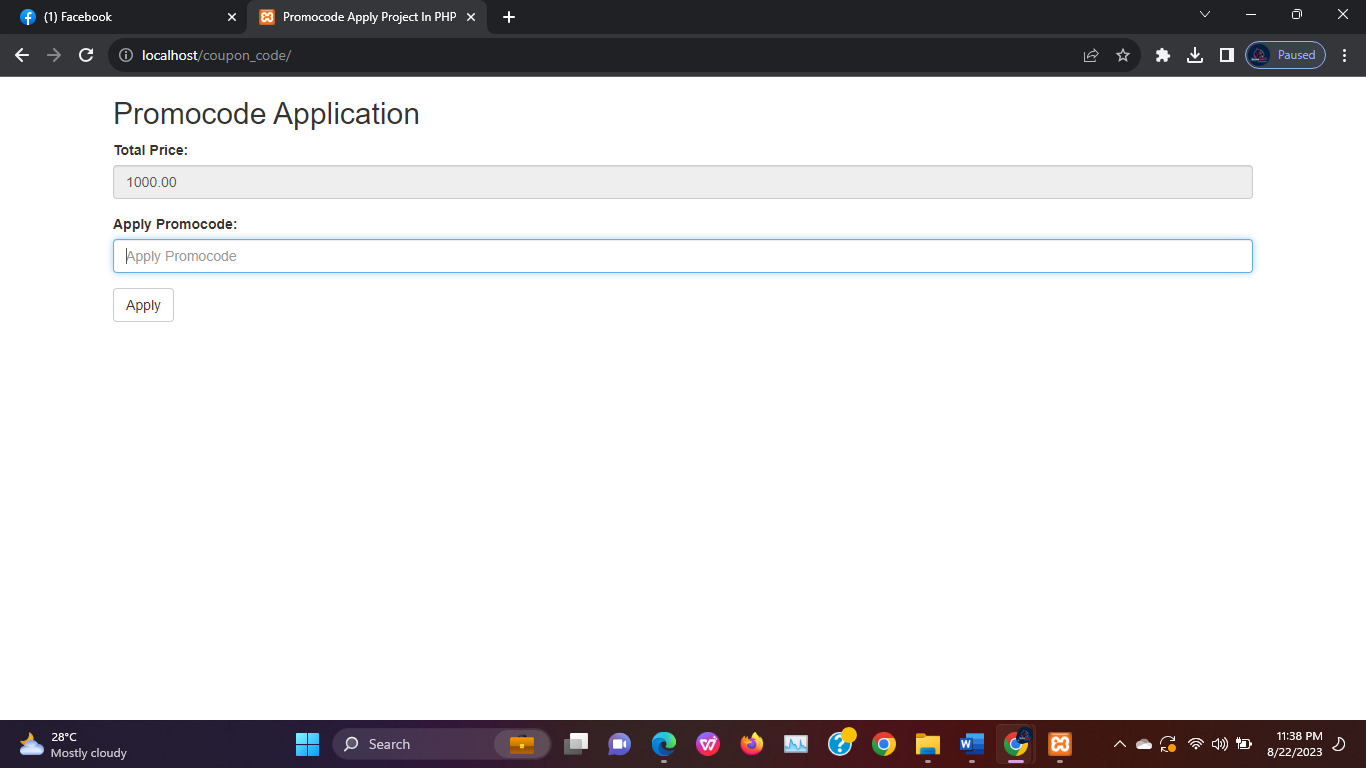 (1) Facebook
Promocode Apply Project In PHP
localhost/coupon_code/
Paused
Promocode Application
Total Price:
1000.00
Apply Promocode:
Apply Promocode
Apply
28°C
Mostly cloudy
Search
11:38 PM
8/22/2023